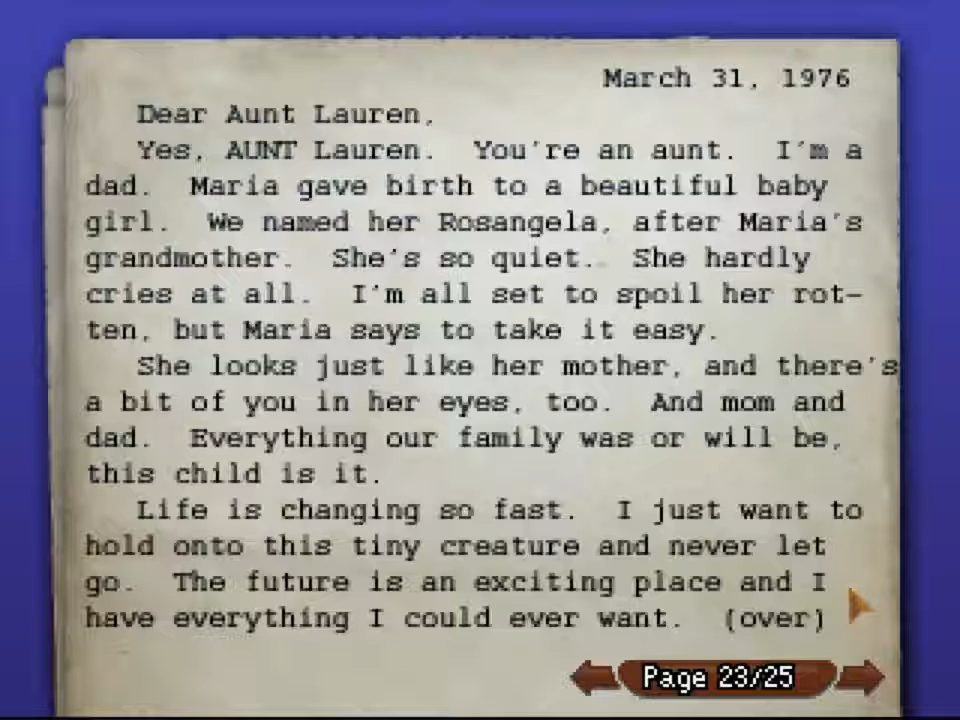 March 31, 1976
Dear Aunt Lauren,
Yes, AUNT Lauren. You're an aunt. I'm a
dad. Maria gave birth to a beautiful baby
girl. We named her Rosangela, after Maria's
grandmother. She's so quiet. She hardly
cries at all. I'm all set to spoil her rot-
ten, but Maria says to take it easy.
She looks just like her mother, and there's
a bit of you in her eyes, too. And mom and
dad. Everything our family was or will be,
this child is it.
Life is changing so fast. I just want to
hold onto this tiny creature and never let
go. The future is an exciting place and I
have everything I could ever want. (over)
Page 23/25